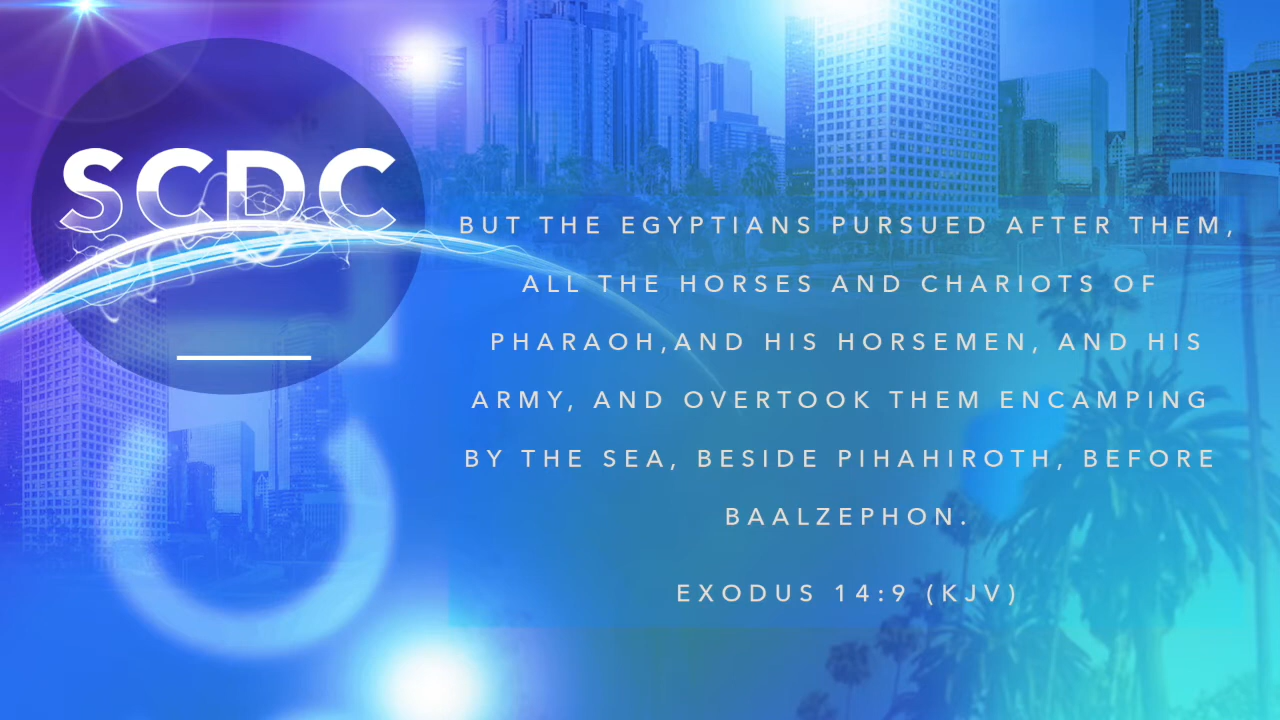 SCDC
BUT THE EGYPTIANS PURSUED AFTER THEM,
ALL THE HORSES AND CHARIOTS OF
PHARAOH,AND HIS HORSEMEN, AND HIS
ARMY, AND OVERTOOK THEM ENCAMPING
BY THE SEA, BESIDE PIHAHIROTH, BEFORE
BAALZEPHON.
EXODUS 14:9 (KJV)